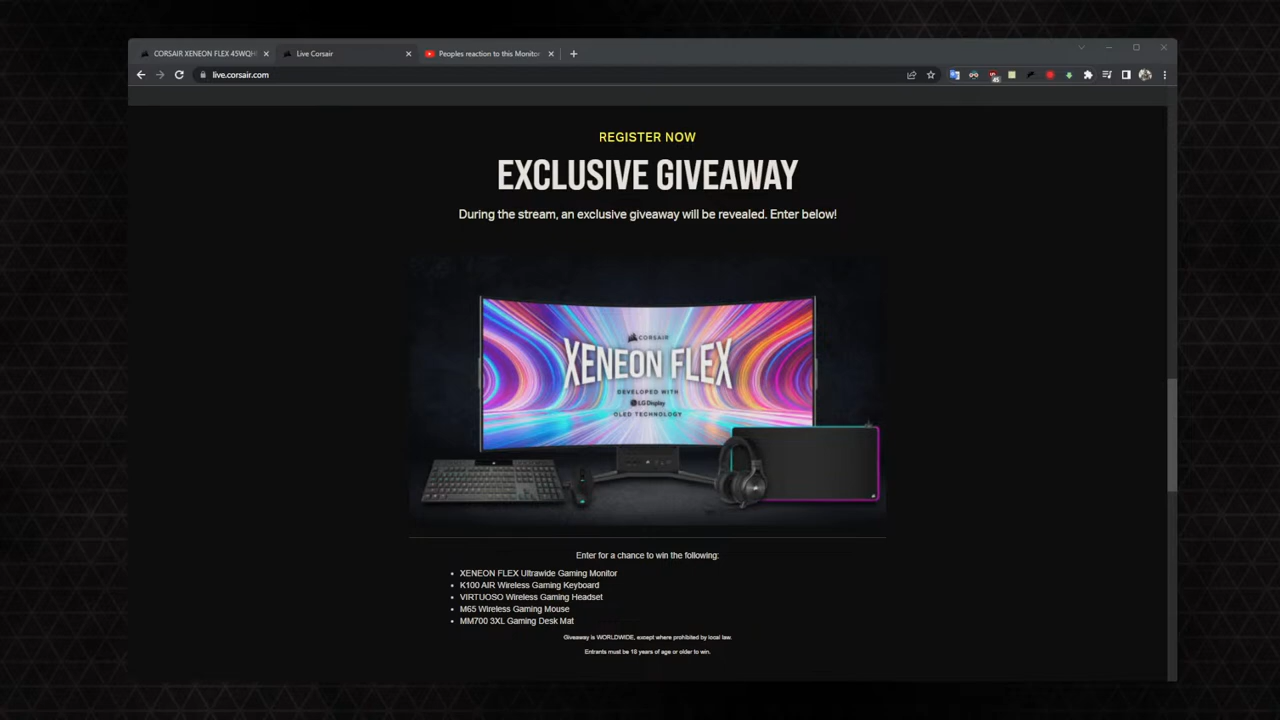 CORSAIR XENEON FLEX 45WQH
Live Corsair
Peoples reaction to this Monitor
live.corsair.com
45
REGISTER NOW
EXCLUSIVE GIVEAWAY
During the stream, an exclusive giveaway will be revealed. Enter below!
CORSAIR
XENEON FLEX
DEVELOPED WITH
LG Display
OLED TECHNOLOGY
Enter for a chance to win the following:
• XENEON FLEX Ultrawide Gaming Monitor
• K100 AIR Wireless Gaming Keyboard
• VIRTUOSO Wireless Gaming Headset
• M65 Wireless Gaming Mouse
• MM700 3XL Gaming Desk Mat
Giveaway is WORLDWIDE, except where prohibited by local law.
Entrants must be 18 years of age or older to win.